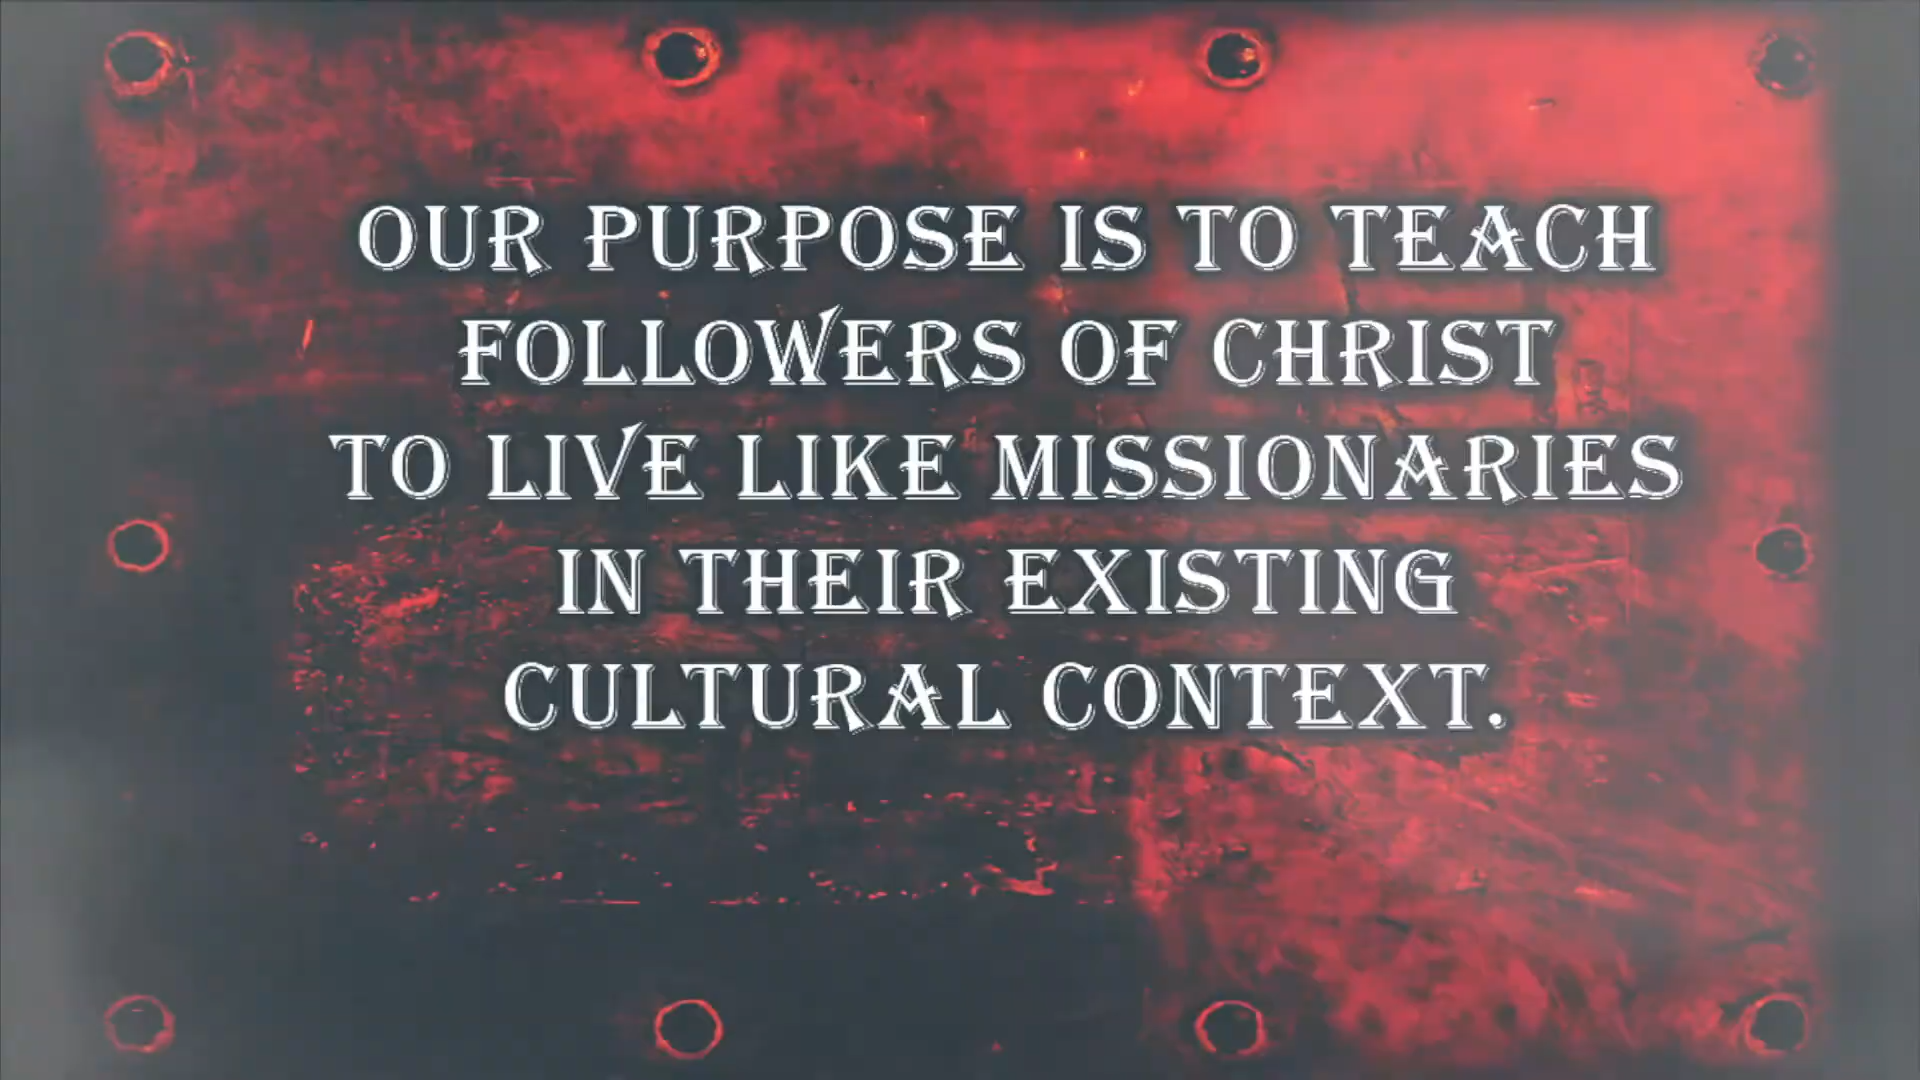 OUR PURPOSE IS TO TEACH
FOLLOWERS OF CHRIST
TO LIVE LIKE MISSIONARIES
IN THEIR EXISTING
CULTURAL CONTEXT.